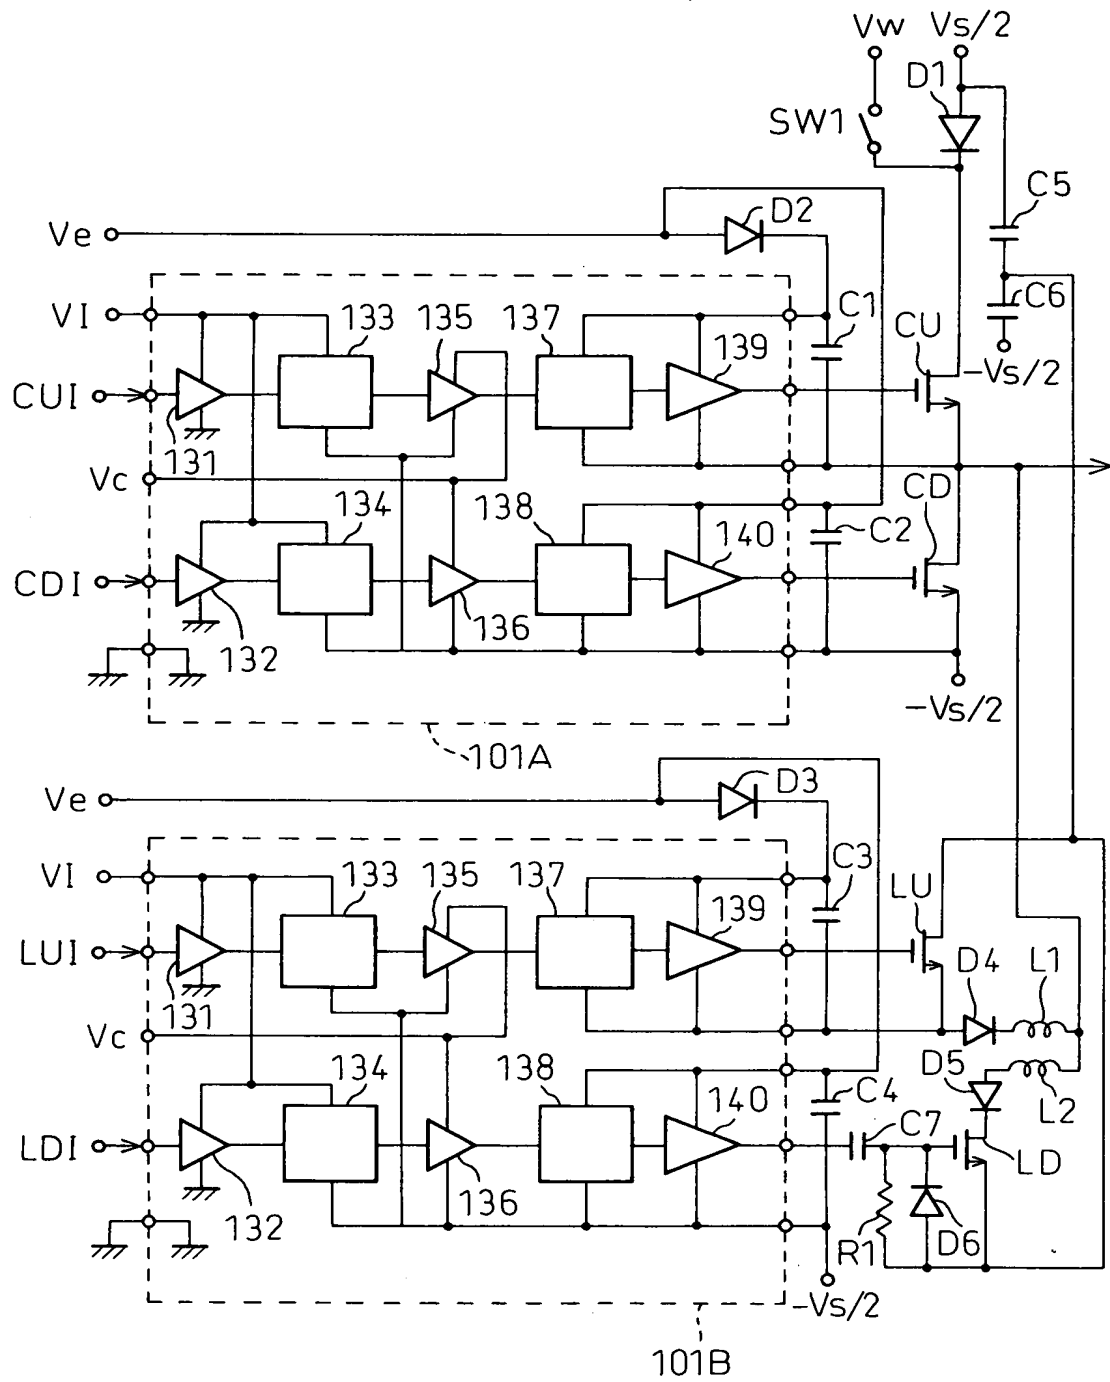 Vw Vs/2
D1
SW1
C5
D2
Ve
VI
133 135 137 C1 C6
139 CU
-Vs/2
CUI
131
Vc
134 138 CD
C2
140
CDI
136
132
-Vs/2
101A
D3
Ve
C3
VI
133 135 137 LU
139
LUI
D4 L1
131
Vc
134 138 D5
C4 L2
140 C7
LDI LD
136
132 R1 D6
-Vs/2
101B